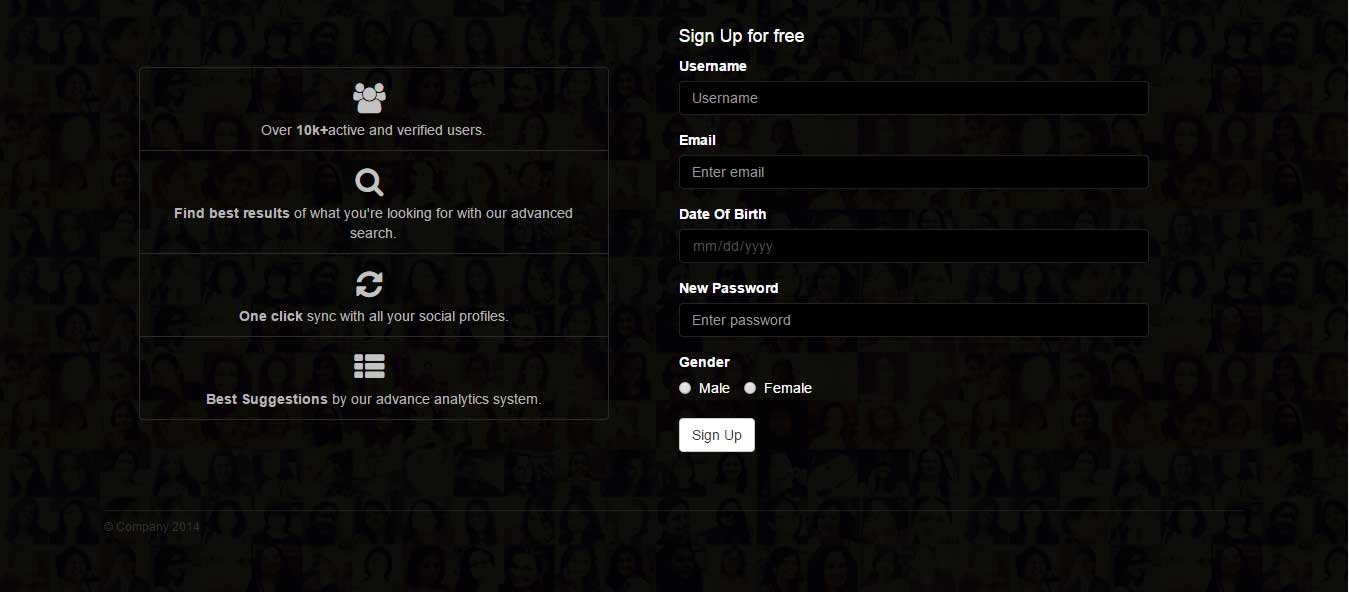 Over 10k+active and verified users.
Find best results of what you're looking for with our advanced
search.
One click sync with all your social profiles.
Best Suggestions by our advance analytics system.
Sign Up for free
Username
Username
Email
Enter email
Date Of Birth
mm/dd/yyyy
New Password
Enter password
Gender
Male Female
Sign Up
© Company 2014